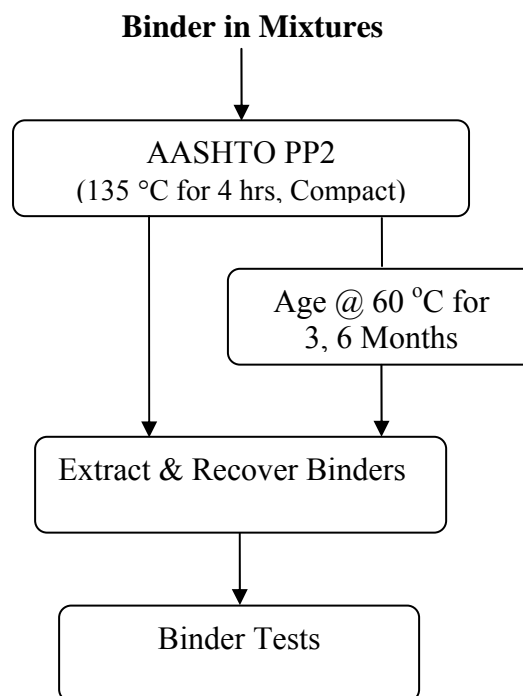 Binder in Mixtures
AASHTO PP2
(135 °C for 4 hrs, Compact)
Age @ 60 °C for
3, 6 Months
Extract & Recover Binders
Binder Tests